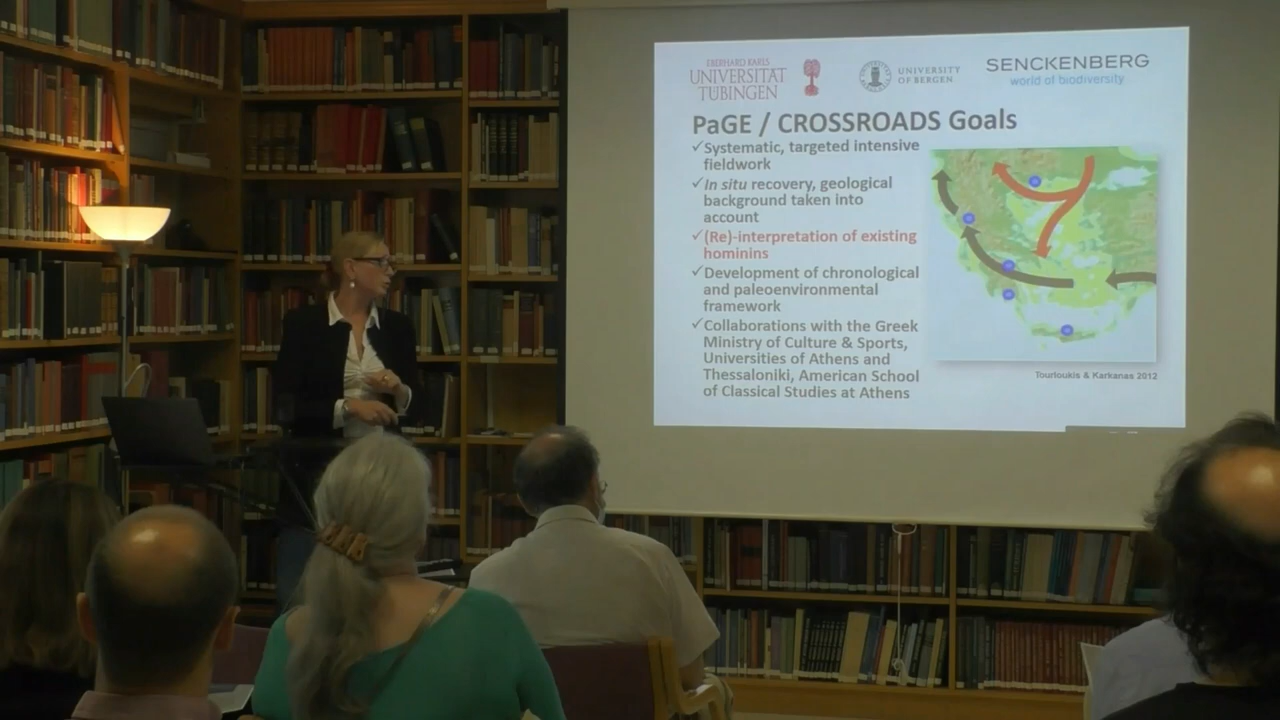 EBERHARD KARLS
UNIVERSITÄT
TÜBINGEN
UNIVERSITY
OF BERGEN
SENCKENBERG
world of biodiversity
PaGE / CROSSROADS Goals
✓Systematic, targeted intensive
fieldwork
✓In situ recovery, geological
background taken into
account
✓(Re)-interpretation of existing
hominins
✓Development of chronological
and paleoenvironmental
framework
✓Collaborations with the Greek
Ministry of Culture & Sports,
Universities of Athens and
Thessaloniki, American School
of Classical Studies at Athens
Tourloukis & Karkanas 2012